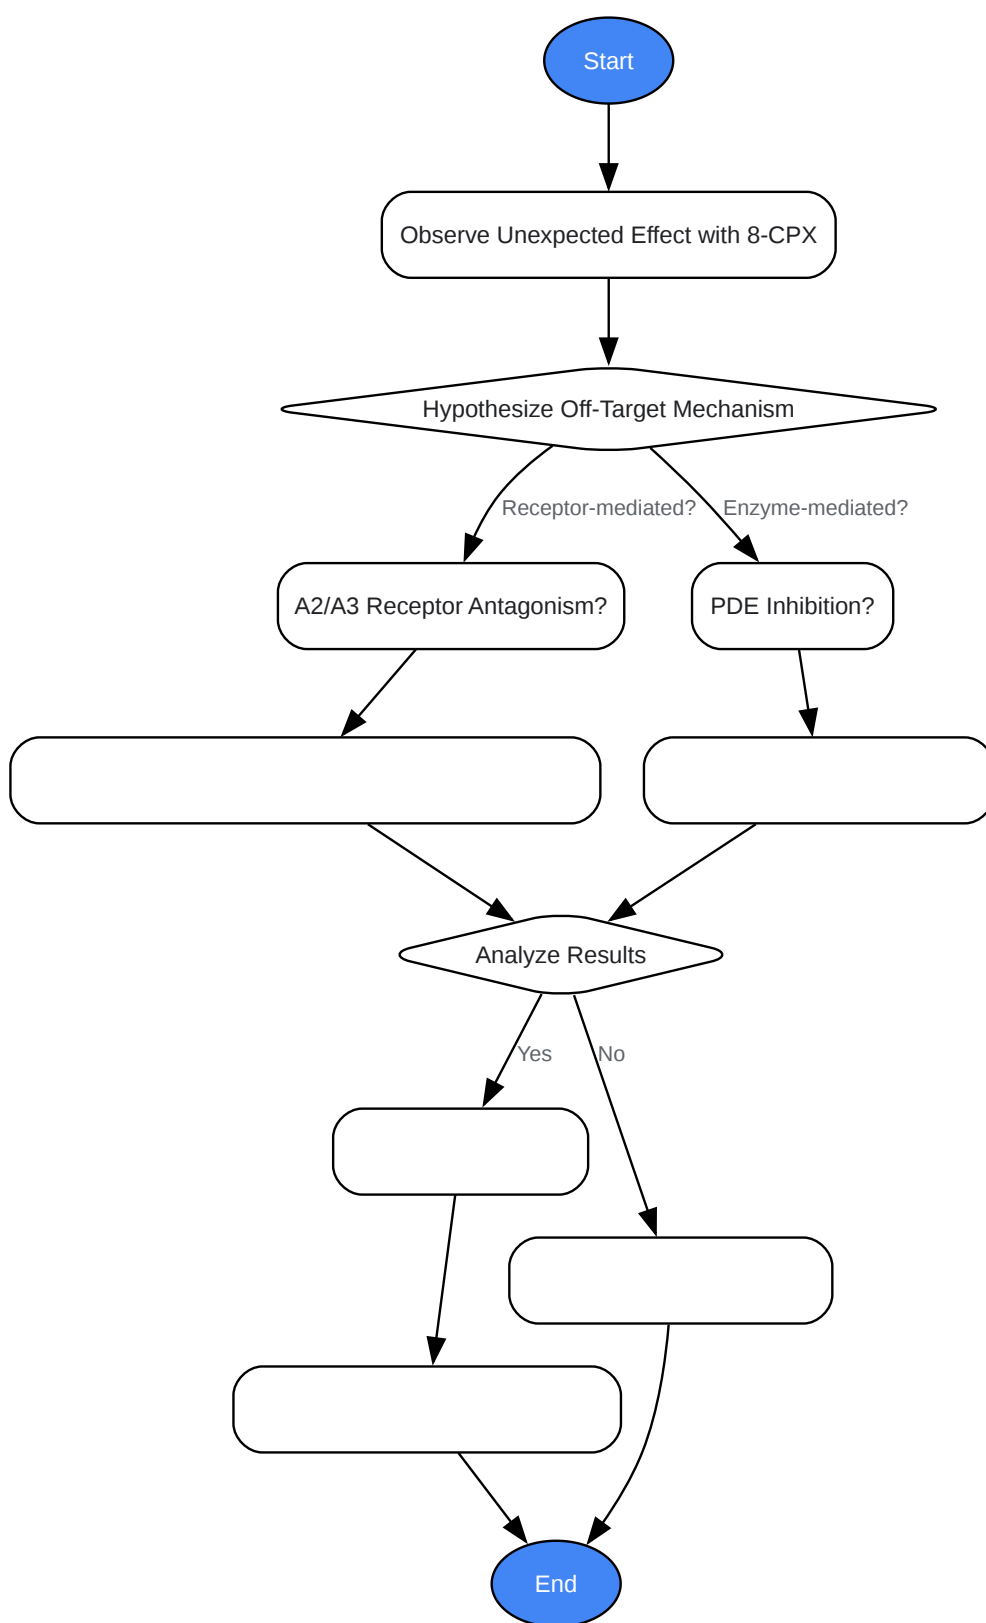 Start
Observe Unexpected Effect with 8-CPX
Hypothesize Off-Target Mechanism
Receptor-mediated?
Enzyme-mediated?
A2/A3 Receptor Antagonism?
PDE Inhibition?
Analyze Results
Yes
No
End